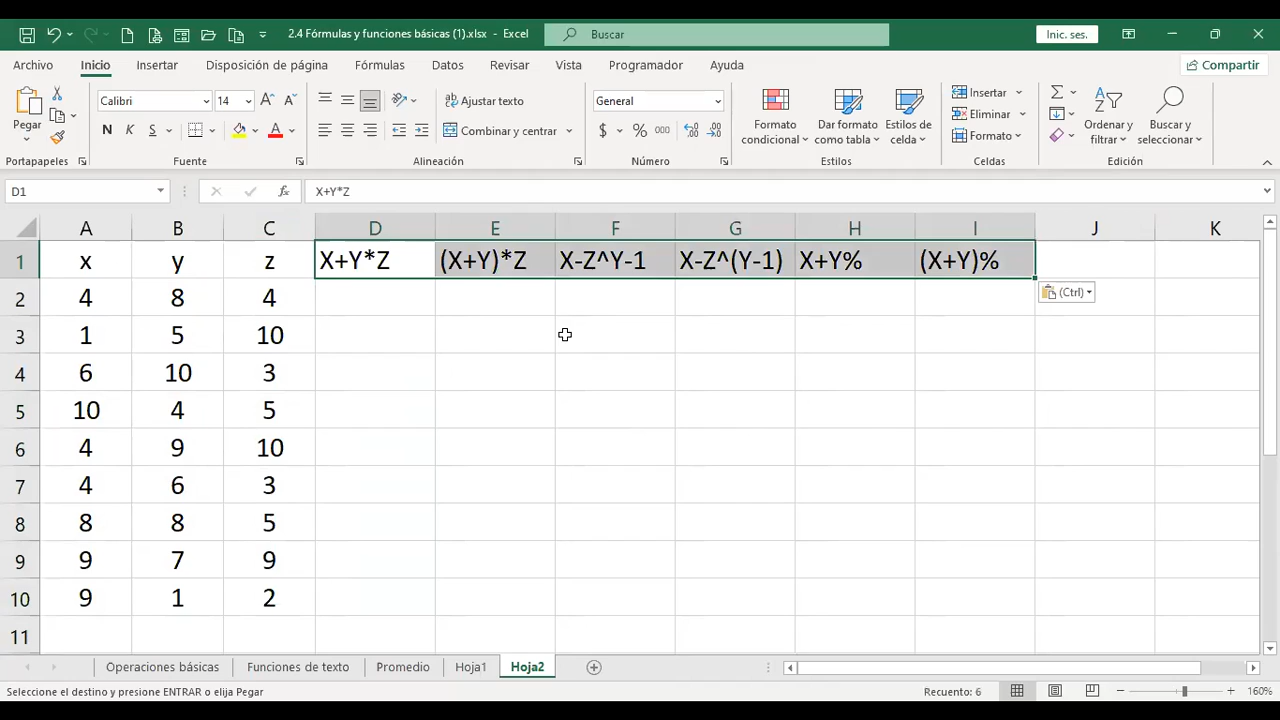 2.4 Fórmulas y funciones básicas (1).xlsx - Excel
Buscar
Inic. ses.
Archivo Inicio Insertar Disposición de página Fórmulas Datos Revisar Vista Programador Ayuda
Compartir
Pegar
Portapapeles
Calibri 14
N K S
Fuente
Ajustar texto
Combinar y centrar
Alineación
General
$ % 000
Número
Formato condicional
Dar formato como tabla
Estilos de celda
Estilos
Insertar
Eliminar
Formato
Celdas
Ordenar y filtrar
Buscar y seleccionar
Edición
D1 fx X+Y*Z
A B C D E F G H I J K
1 x y z X+Y*Z (X+Y)*Z X-Z^Y-1 X-Z^(Y-1) X+Y% (X+Y)%
2 4 8 4
(Ctrl)
3 1 5 10
4 6 10 3
5 10 4 5
6 4 9 10
7 4 6 3
8 8 8 5
9 9 7 9
10 9 1 2
11
Operaciones básicas Funciones de texto Promedio Hoja1 Hoja2
Seleccione el destino y presione ENTRAR o elija Pegar Recuento: 6 160%